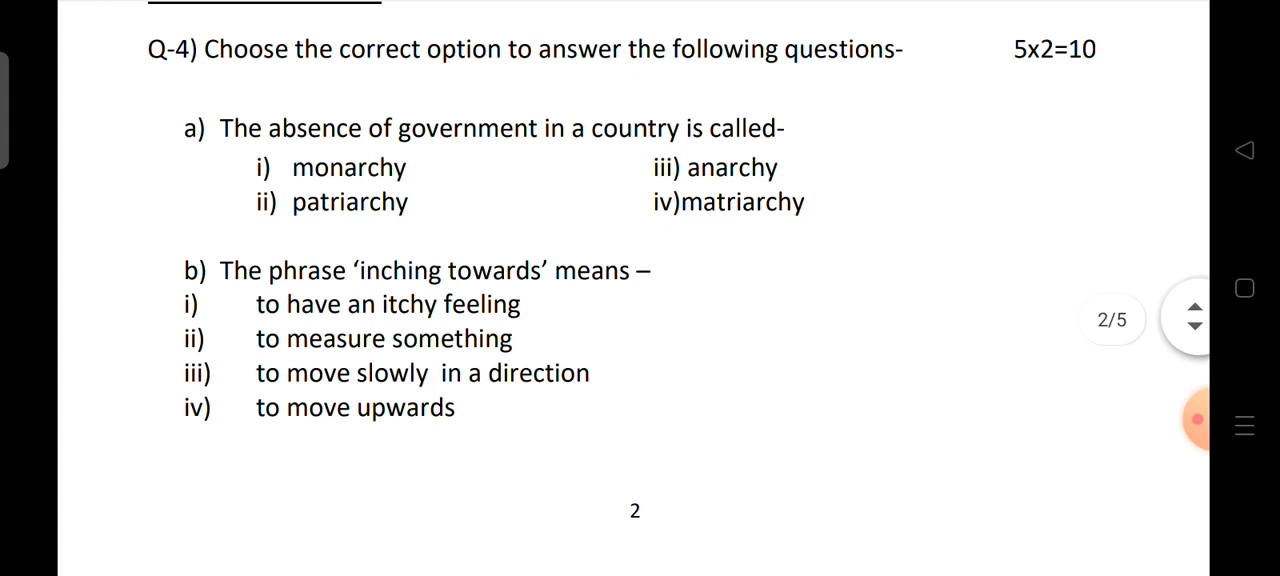 Q-4) Choose the correct option to answer the following questions- 5x2=10
a) The absence of government in a country is called-
i) monarchy iii) anarchy
ii) patriarchy iv)matriarchy
b) The phrase ‘inching towards’ means –
i) to have an itchy feeling
ii) to measure something
iii) to move slowly in a direction
iv) to move upwards
2/5
2